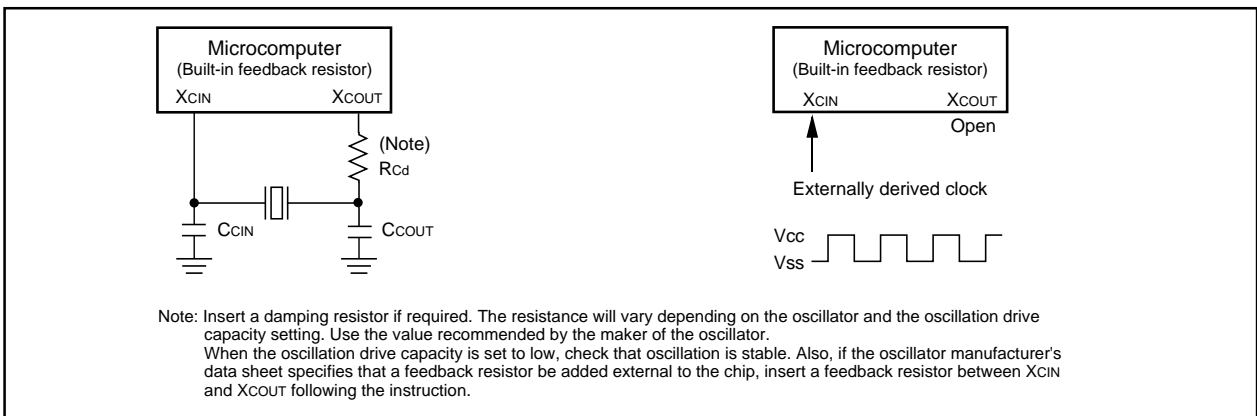 Microcomputer
(Built-in feedback resistor)
XCIN XCOUT
(Note)
RCd
CCIN CCOUT
Microcomputer
(Built-in feedback resistor)
XCIN XCOUT
Open
Externally derived clock
Vcc
Vss
Note: Insert a damping resistor if required. The resistance will vary depending on the oscillator and the oscillation drive
capacity setting. Use the value recommended by the maker of the oscillator.
When the oscillation drive capacity is set to low, check that oscillation is stable. Also, if the oscillator manufacturer's
data sheet specifies that a feedback resistor be added external to the chip, insert a feedback resistor between XCIN
and XCOUT following the instruction.